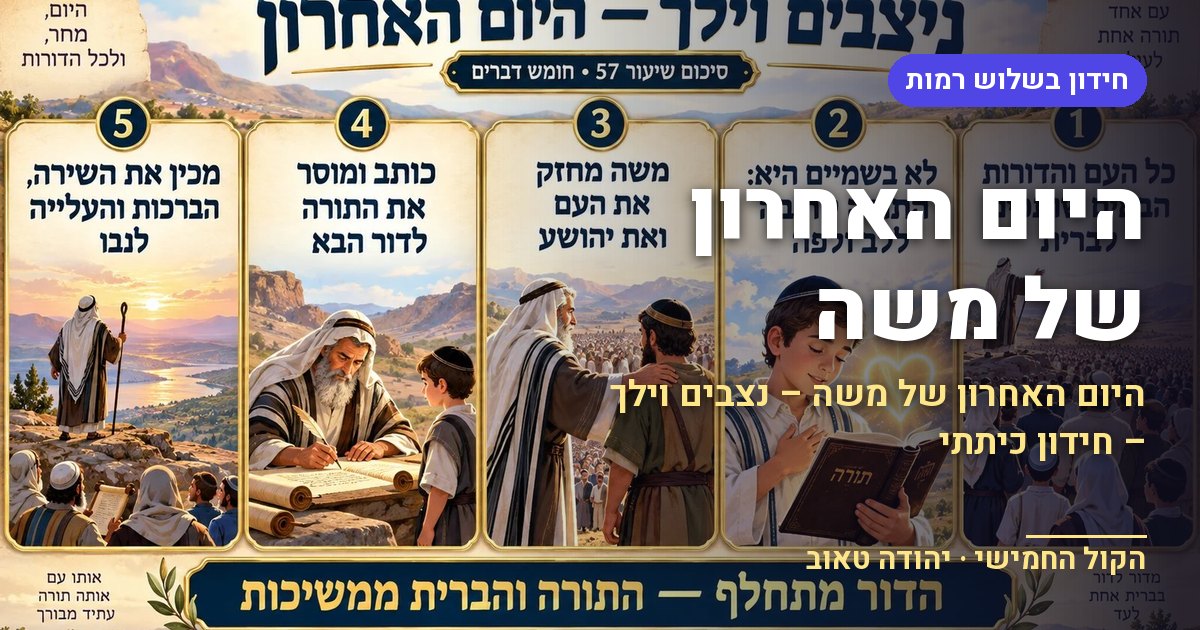 ניצבים וילך – היום האחרון
סיכום שיעור 57 • חומש דברים
היום,
מחר,
ולכל הדורות
עם אחד
תורה אחת
חידון בשלוש רמות
היום האחרון
של משה
היום האחרון של משה – נצבים וילך
– חידון כיתתי
הקול החמישי · יהודה טאוב
1
כל העם והדורות
לברית
2
לא בשמיים היא:
3
משה מחזק
את העם
ואת יהושע
4
כותב ומוסר
את התורה
לדור הבא
5
מכין את השירה,
הברכות והעלייה
לנבו
תורה
הדור מתחלף — התורה והברית ממשיכות
מדור לדור
בברית אחת
לעד
אותו עם
אותה תורה
עתיד מבורך